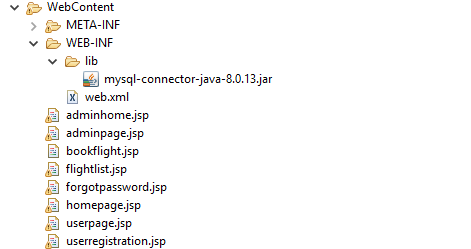 WebContent
META-INF
WEB-INF
lib
mysql-connector-java-8.0.13.jar
web.xml
adminhome.jsp
adminpage.jsp
bookflight.jsp
flightlist.jsp
forgotpassword.jsp
homepage.jsp
userpage.jsp
userregistration.jsp